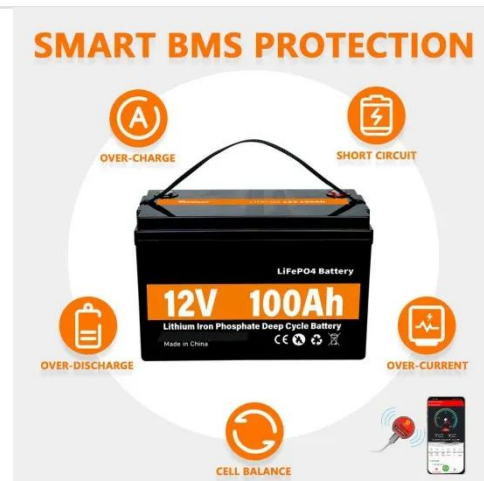 SMART BMS PROTECTION
A
OVER-CHARGE
SHORT CIRCUIT
LiFePO4 Battery
12V 100Ah
Lithium Iron Phosphate Deep Cycle Battery
Made in China
CE
OVER-DISCHARGE
OVER-CURRENT
CELL BALANCE